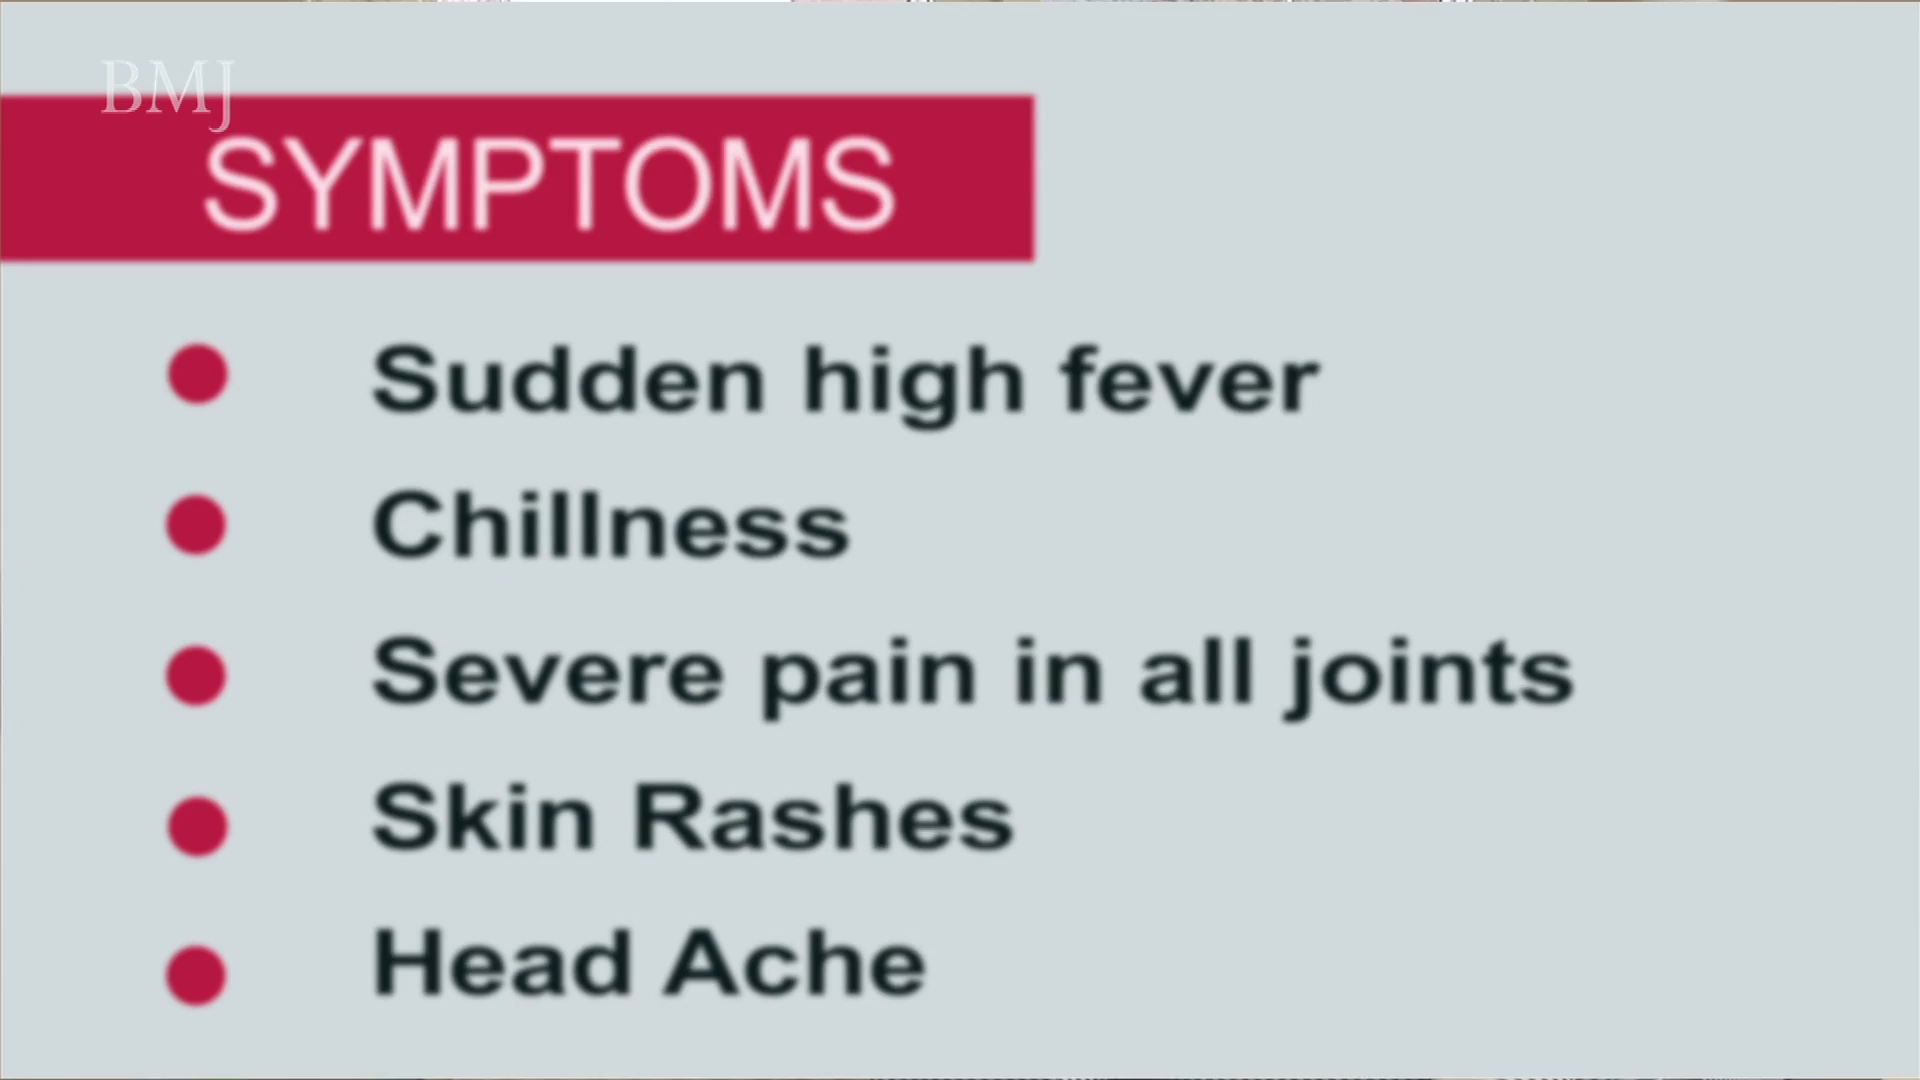 BMJ
SYMPTOMS
Sudden high fever
Chillness
Severe pain in all joints
Skin Rashes
Head Ache